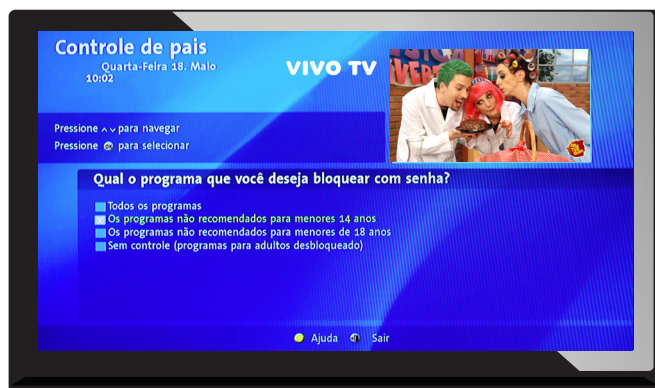 Controle de pais
Quarta-Feira 18. Maio
10:02
VIVO TV
Pressione para navegar
Pressione OK para selecionar
Qual o programa que você deseja bloquear com senha?
Todos os programas
Os programas não recomendados para menores 14 anos
Os programas não recomendados para menores de 18 anos
Sem controle (programas para adultos desbloqueado)
Ajuda
Sair